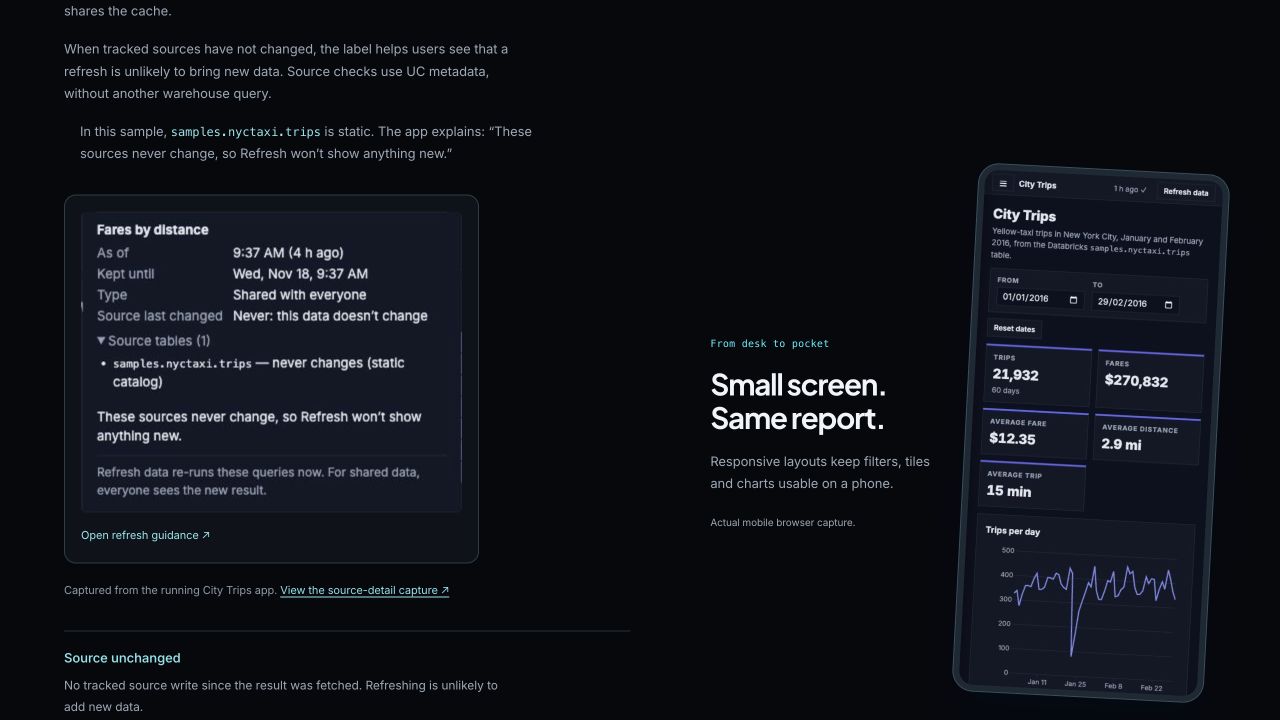 shares the cache.
When tracked sources have not changed, the label helps users see that a
refresh is unlikely to bring new data. Source checks use UC metadata,
without another warehouse query.
In this sample, samples.nyctaxi.trips is static. The app explains: “These
sources never change, so Refresh won’t show anything new.”
Fares by distance
As of 9:37 AM (4 h ago)
Kept until Wed, Nov 18, 9:37 AM
Type Shared with everyone
Source last changed Never: this data doesn’t change
▼ Source tables (1)
• samples.nyctaxi.trips — never changes (static
catalog)
These sources never change, so Refresh won’t show
anything new.
Refresh data re-runs these queries now. For shared data,
everyone sees the new result.
Open refresh guidance ↗
Captured from the running City Trips app. View the source-detail capture ↗
Source unchanged
No tracked source write since the result was fetched. Refreshing is unlikely to
add new data.
From desk to pocket
Small screen.
Same report.
Responsive layouts keep filters, tiles
and charts usable on a phone.
Actual mobile browser capture.
☰ City Trips 1 h ago ✓ Refresh data
City Trips
Yellow-taxi trips in New York City, January and February
2016, from the Databricks samples.nyctaxi.trips
table.
FROM TO
01/01/2016 29/02/2016
Reset dates
TRIPS FARES
21,932 $270,832
60 days
AVERAGE FARE AVERAGE DISTANCE
$12.35 2.9 mi
AVERAGE TRIP
15 min
Trips per day
500
400
300
200
100
0
Jan 11 Jan 25 Feb 8 Feb 22